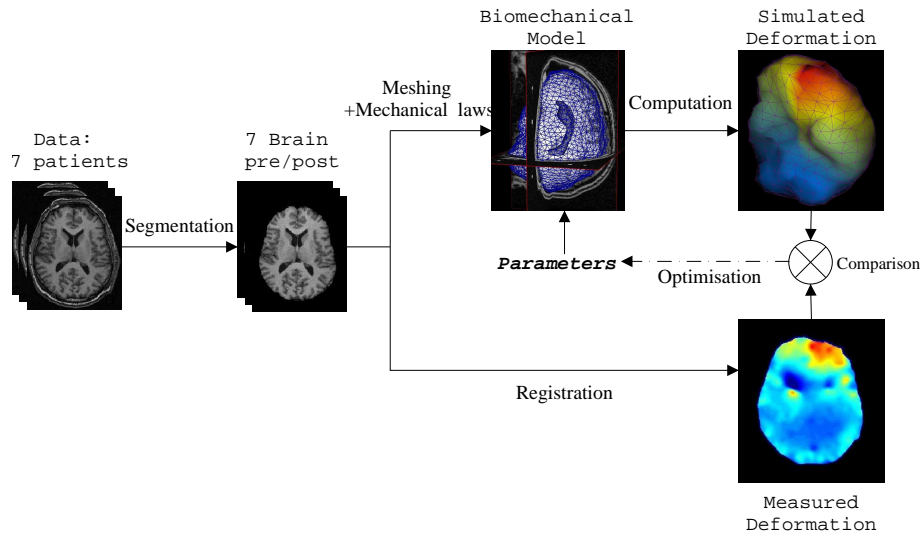 Data:
7 patients
Segmentation
7 Brain
pre/post
Meshing
+Mechanical laws
Biomechanical
Model
Computation
Simulated
Deformation
Parameters
Optimisation
Comparison
Registration
Measured
Deformation